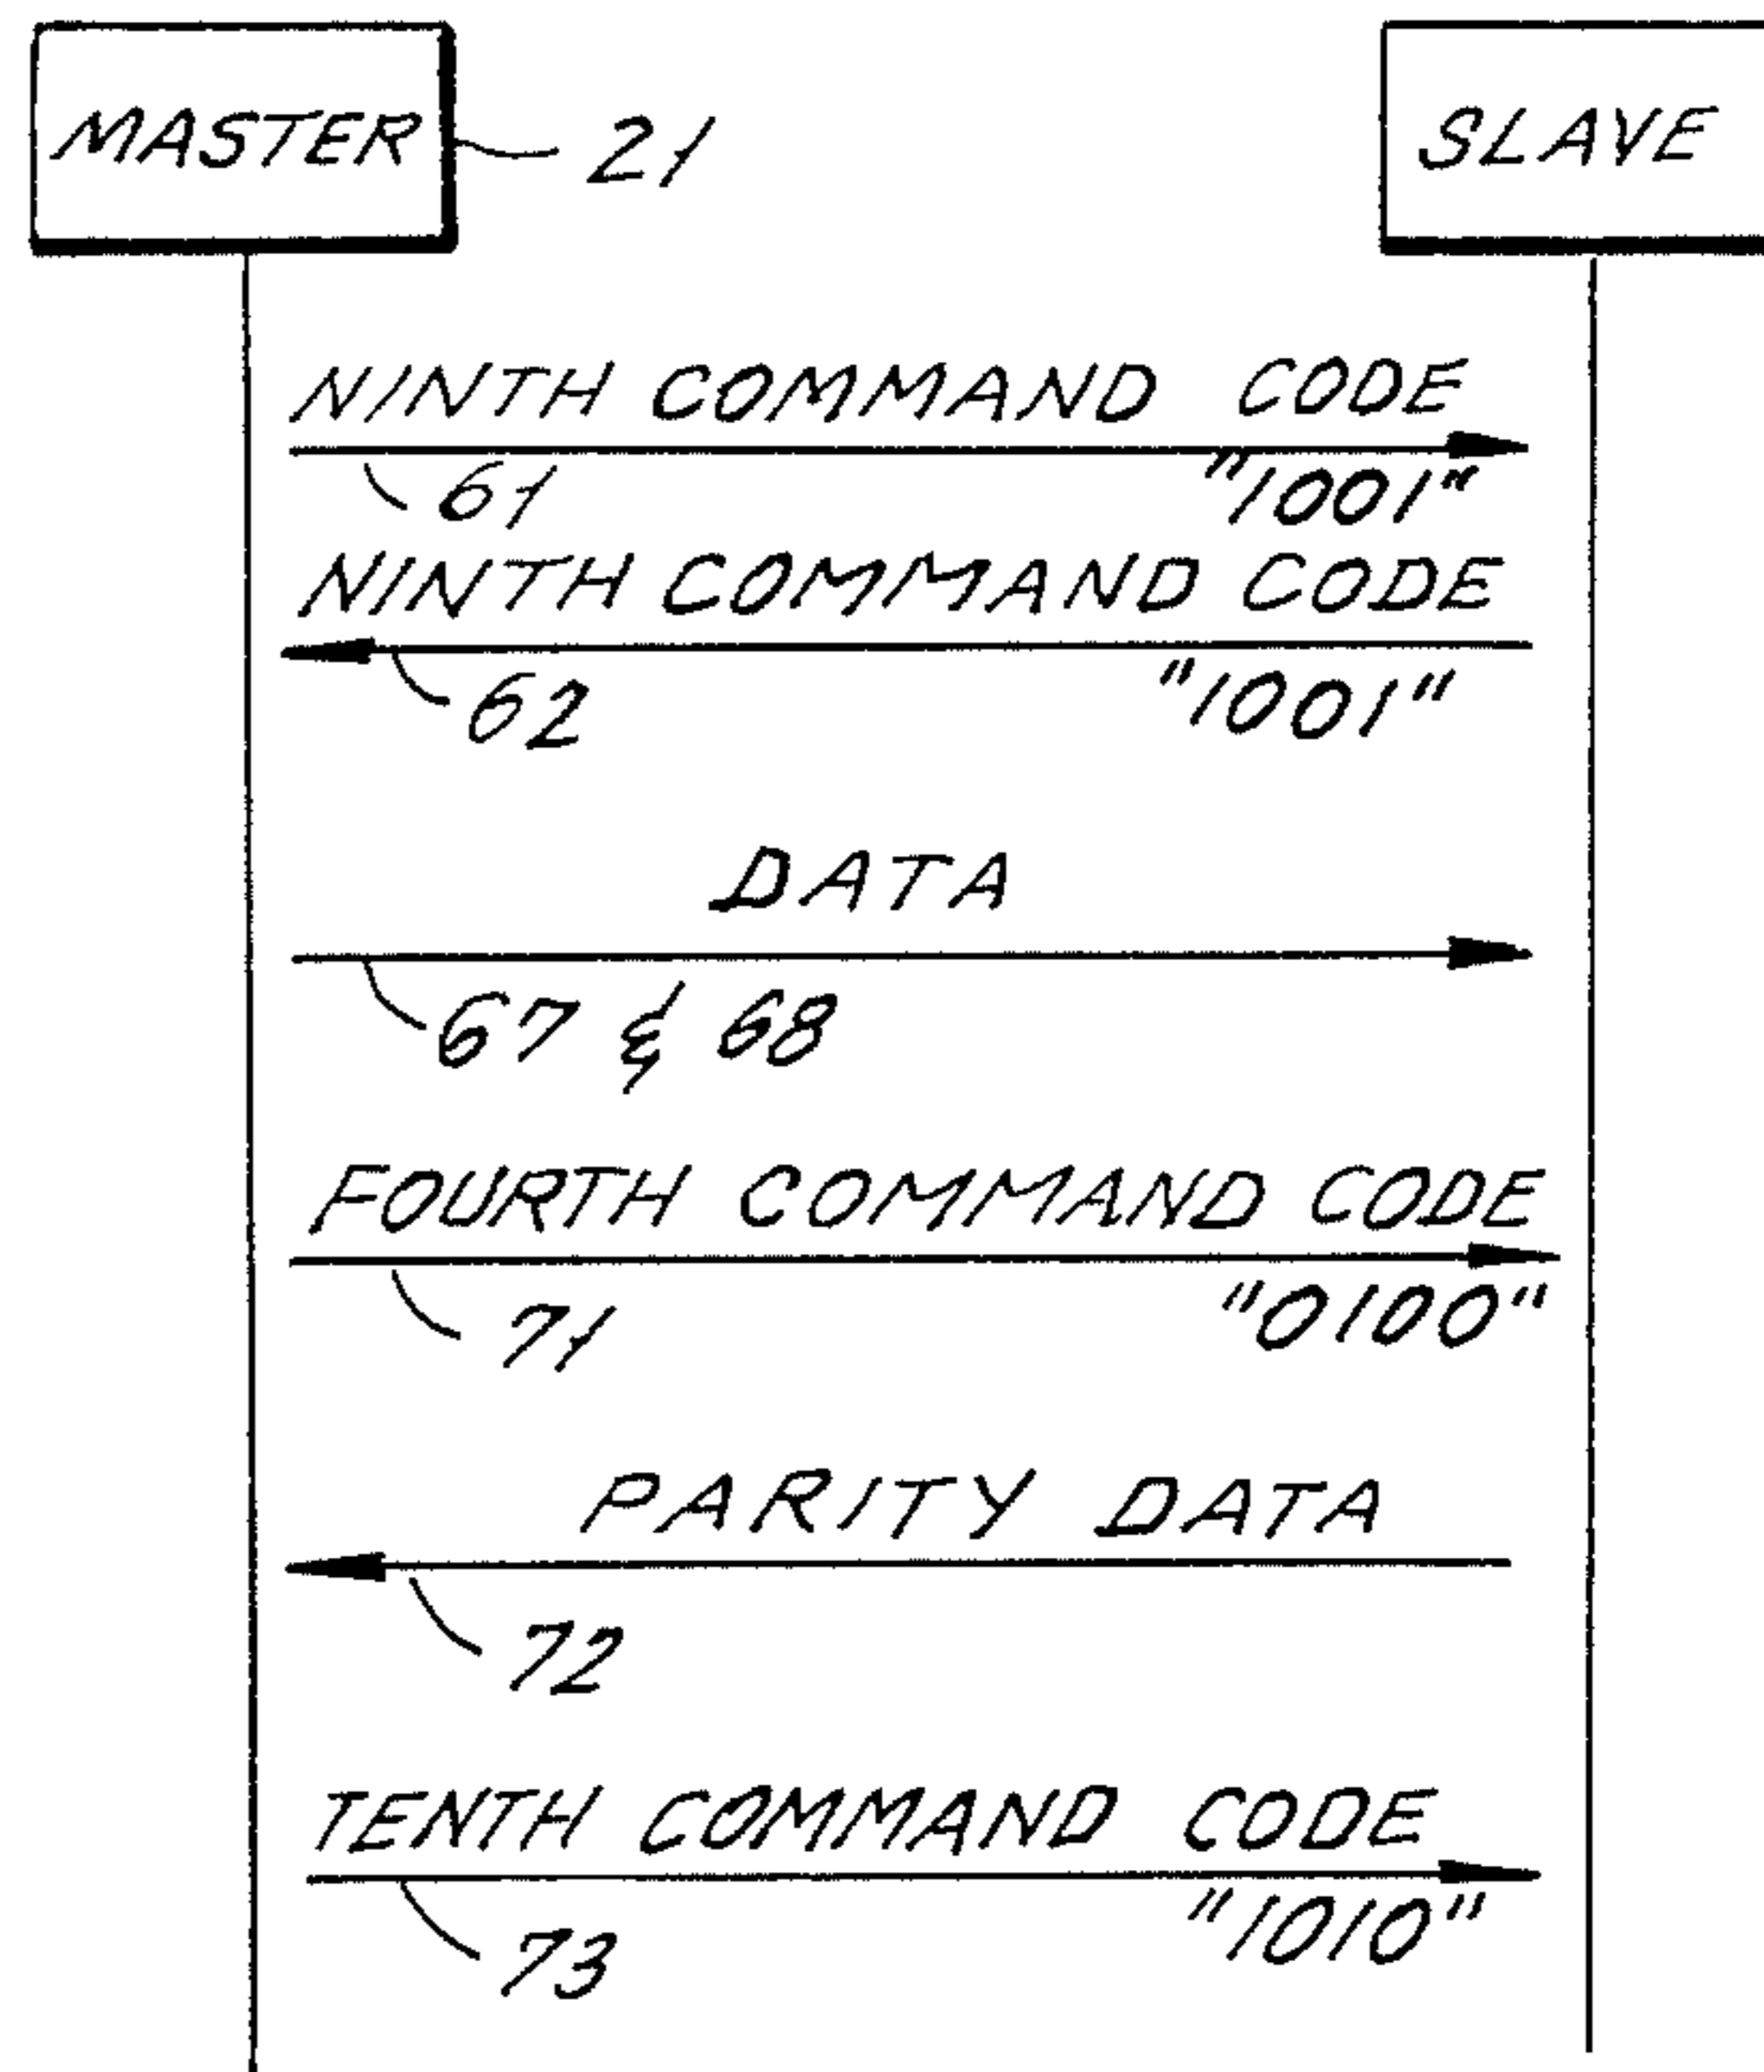 MASTER
21
SLAVE
NINTH COMMAND CODE
61
"1001"
NINTH COMMAND CODE
62
"1001"
DATA
67 & 68
FOURTH COMMAND CODE
71
"0100"
PARITY DATA
72
TENTH COMMAND CODE
73
"1010"